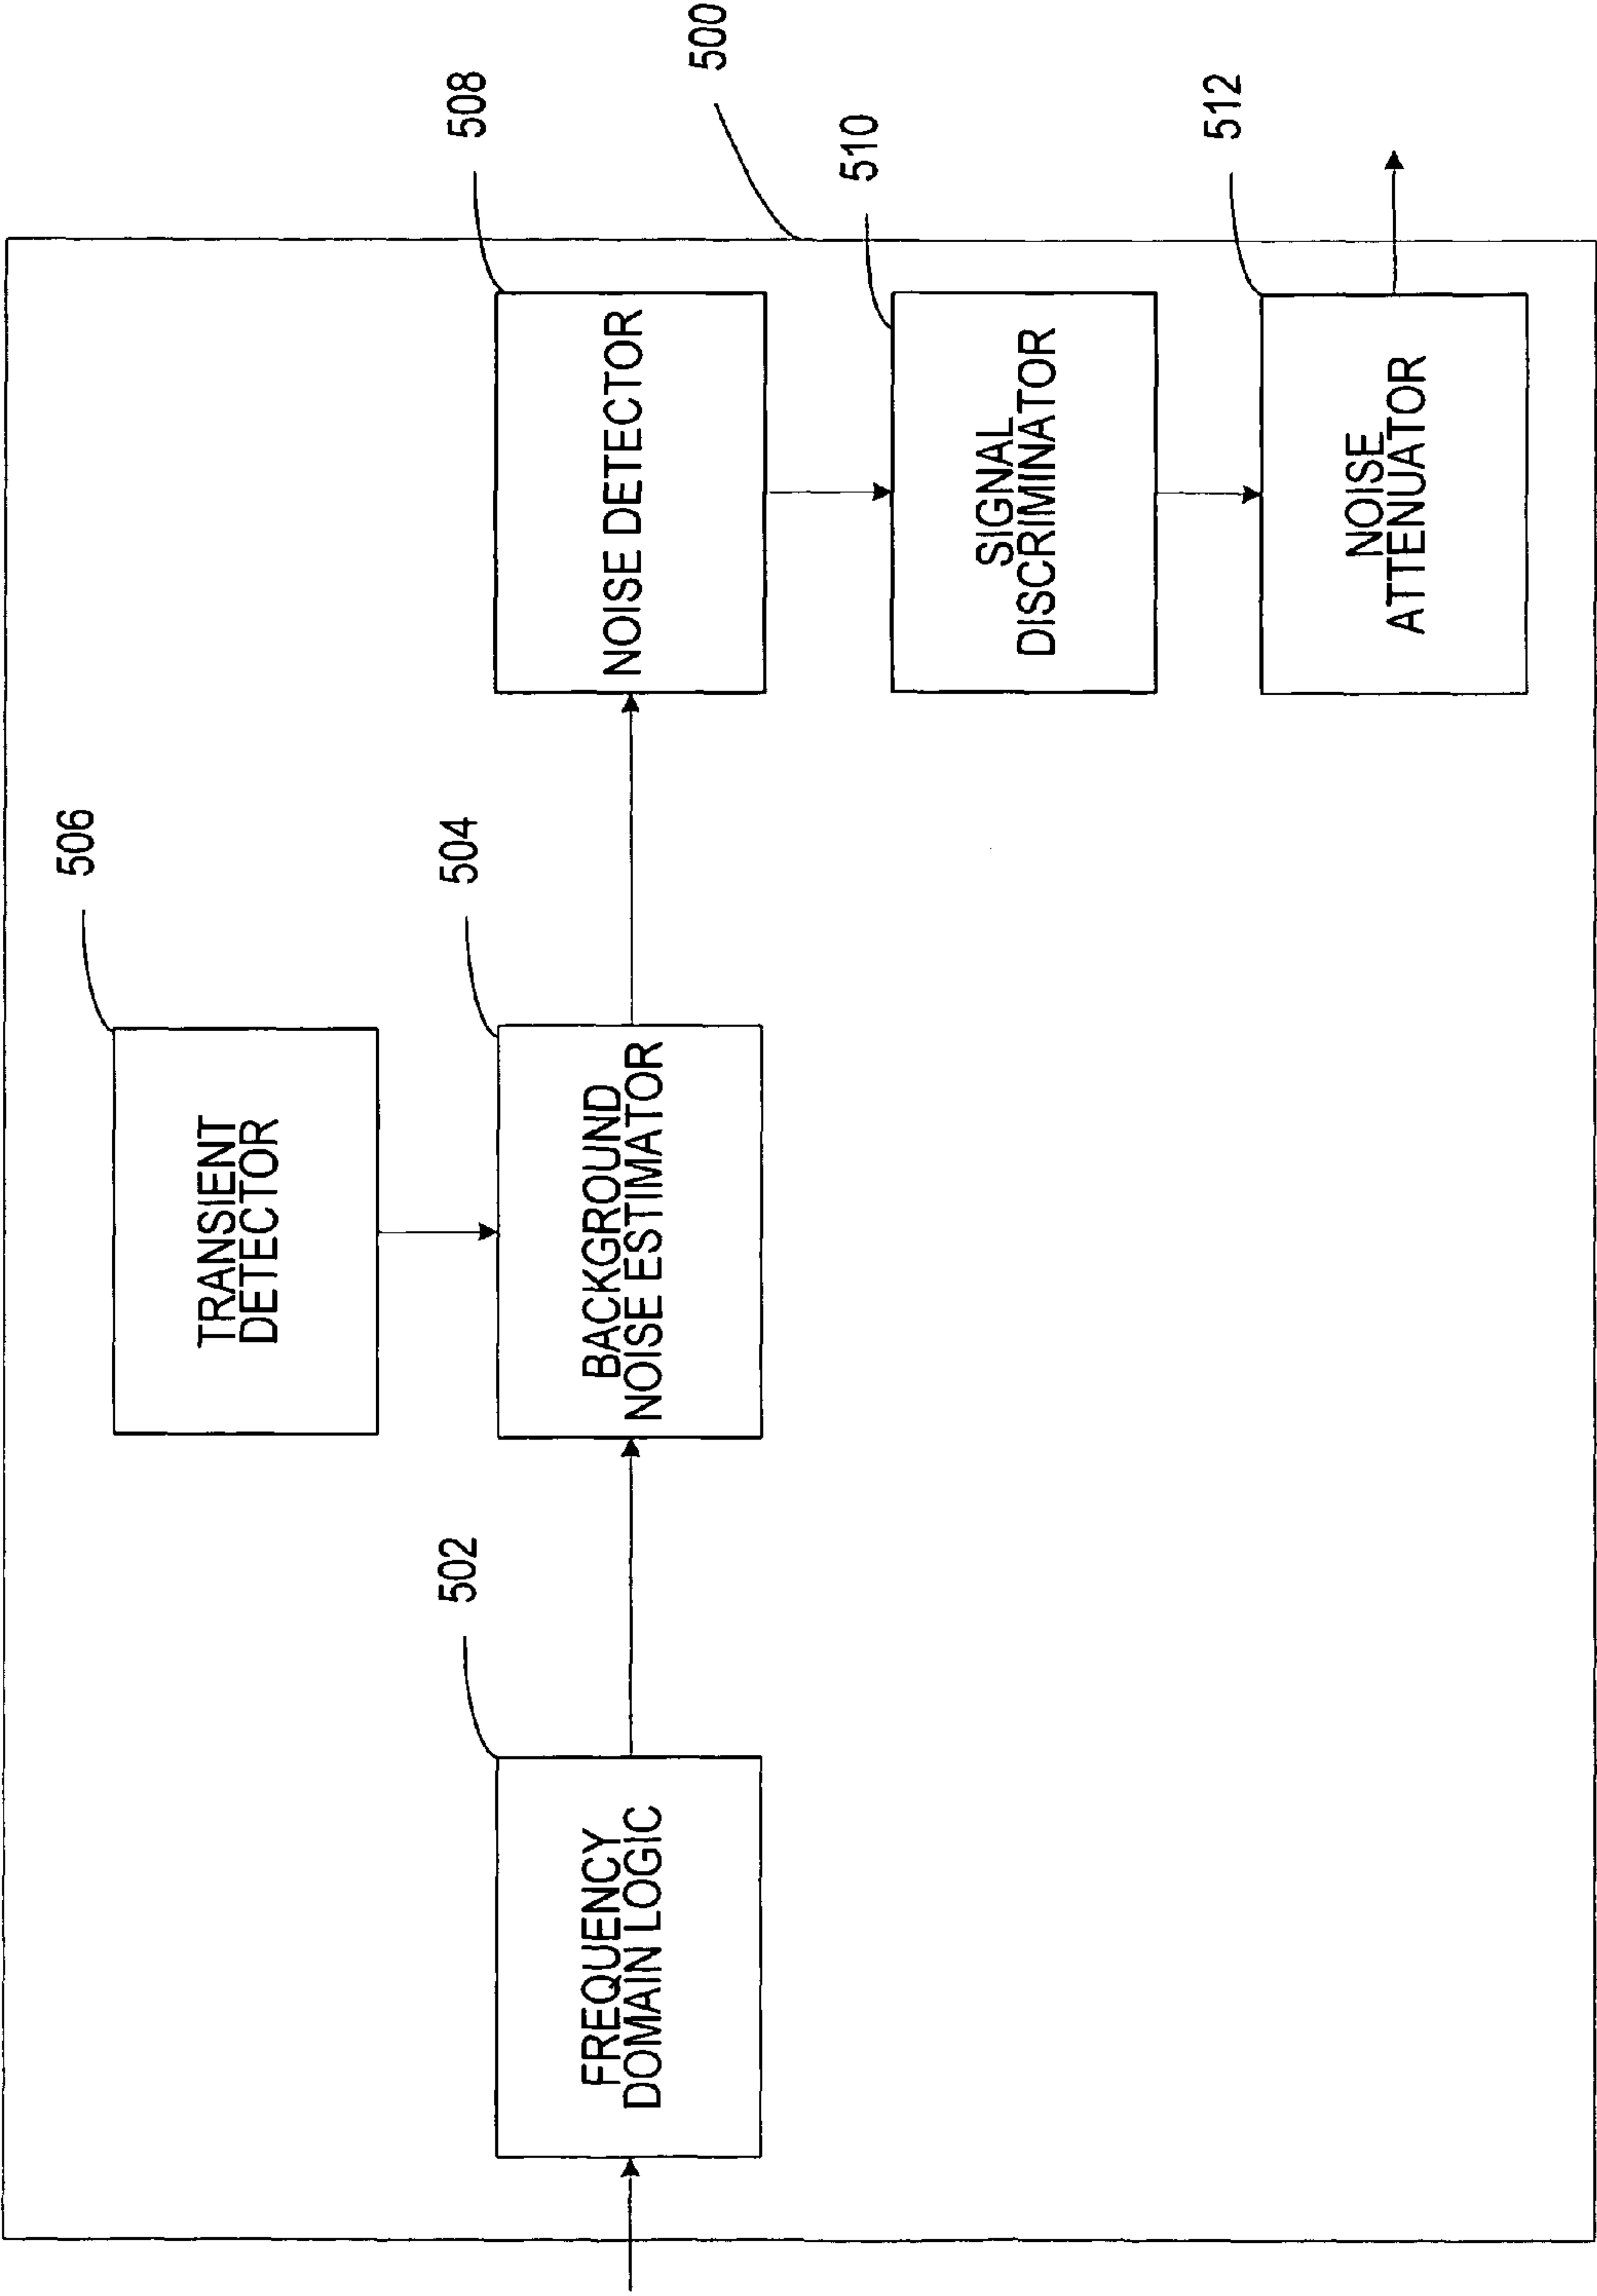 506
TRANSIENT
DETECTOR
502
FREQUENCY
DOMAIN LOGIC
504
BACKGROUND
NOISE ESTIMATOR
508
NOISE DETECTOR
500
510
SIGNAL
DISCRIMINATOR
512
NOISE
ATTENUATOR